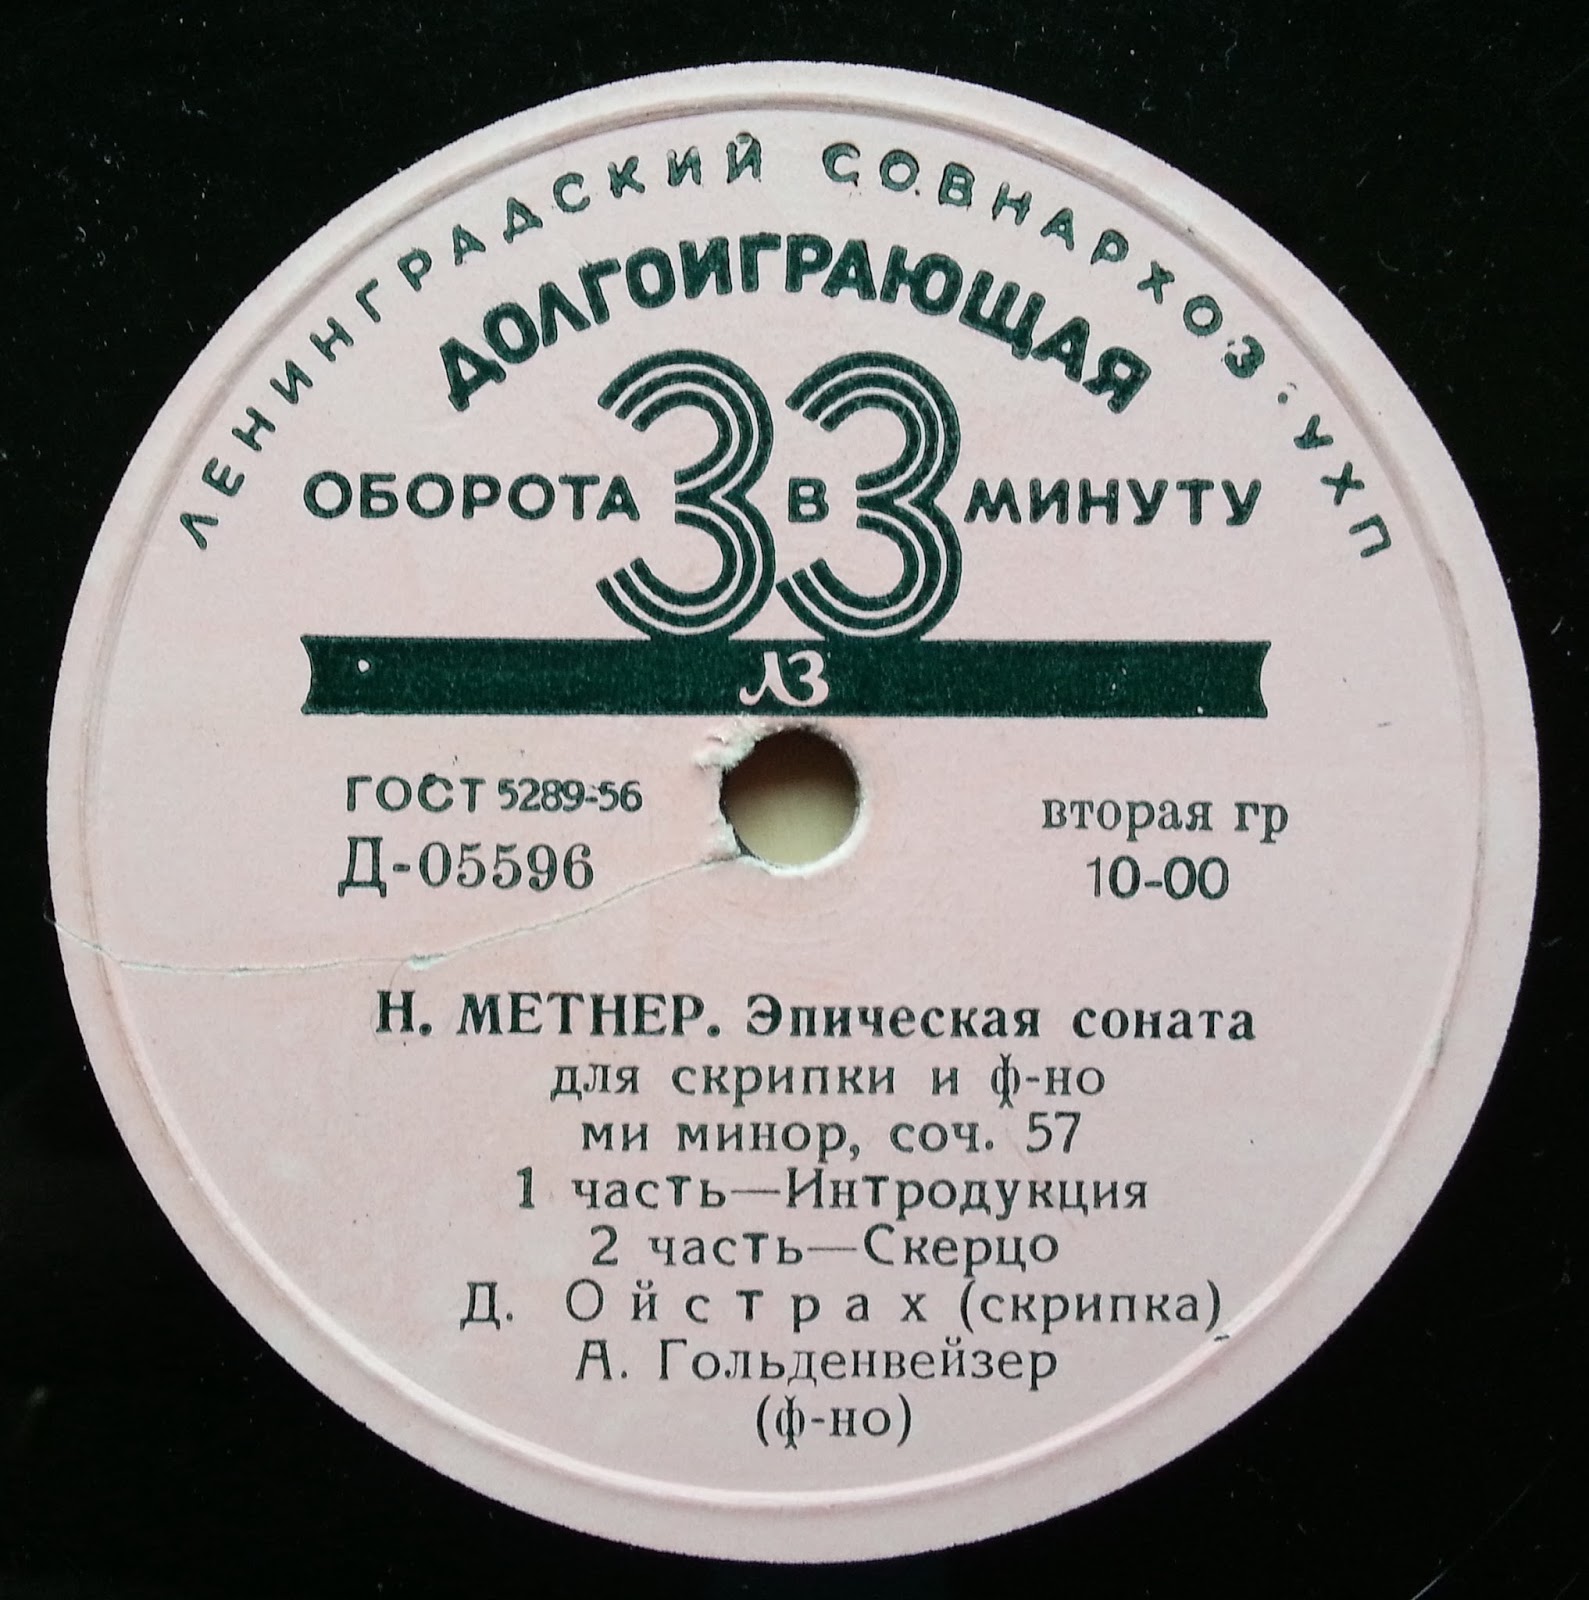 ЛЕНИНГРАДСКИЙ СОВНАРХОЗ · УХП
ДОЛГОИГРАЮЩАЯ
33
ОБОРОТА В МИНУТУ
ЛЗ
ГОСТ 5289-56
Д-05596
вторая гр
10-00
Н. МЕТНЕР. Эпическая соната
для скрипки и ф-но
ми минор, соч. 57
1 часть—Интродукция
2 часть—Скерцо
Д. Ойстрах (скрипка)
А. Гольденвейзер
(ф-но)